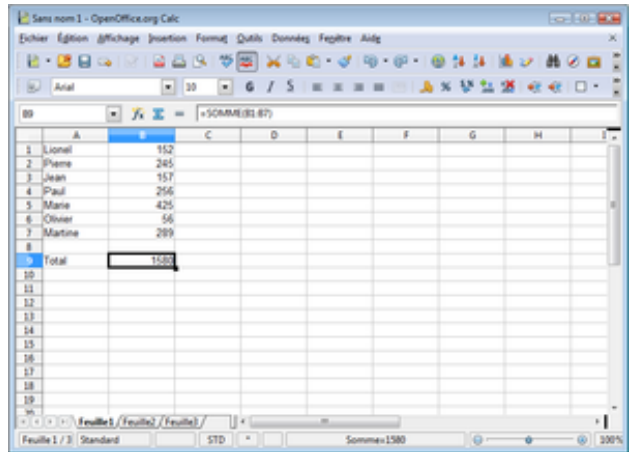 Sans nom 1 - OpenOffice.org Calc
Fichier Édition Affichage Insertion Format Outils Données Fenêtre Aide
Arial 10 G I S
B9 =SOMME(B1:B7)
A B C D E F G H I
1 Lionel 152
2 Pierre 245
3 Jean 157
4 Paul 256
5 Marie 425
6 Olivier 56
7 Martine 289
8
9 Total 1580
10
11
12
13
14
15
16
17
18
19
20
Feuille1 Feuille2 Feuille3
Feuille 1 / 3 Standard STD * Somme=1580 200%